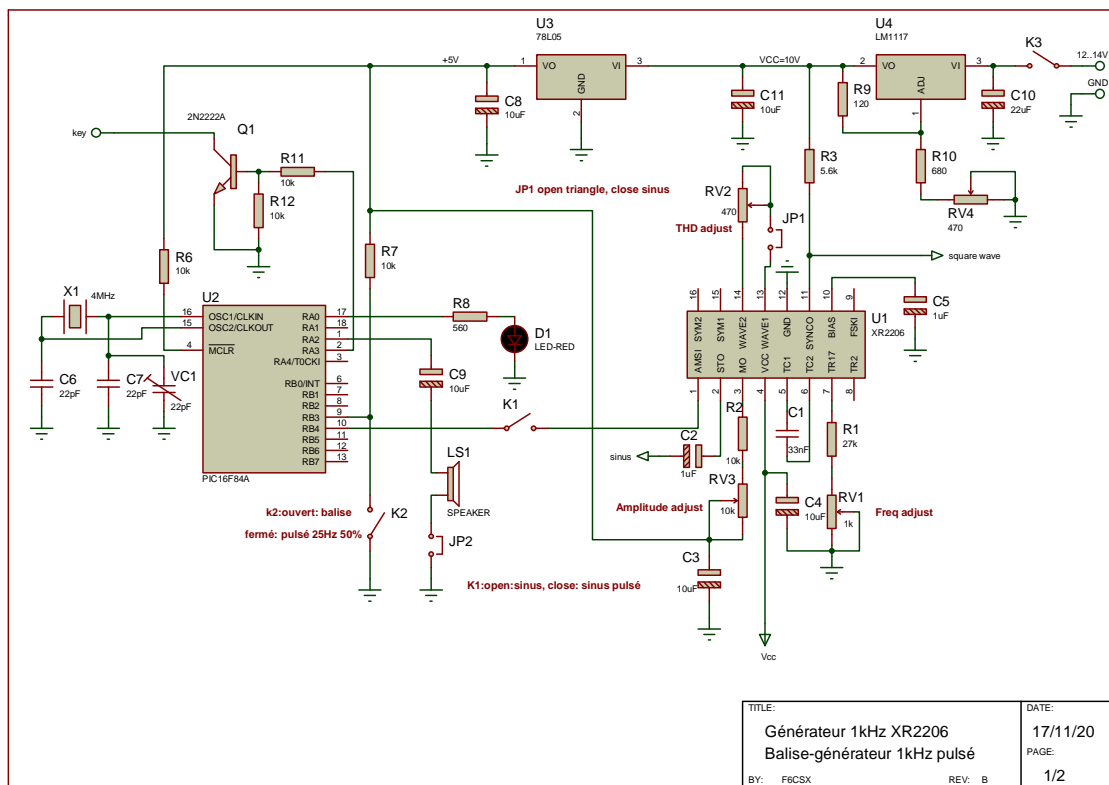 U3
78L05
U4
LM1117
K3
12..14V
+5V
1 VO VI 3
GND
2
VCC=10V
2 VO VI 3
ADJ
1
GND
C8
10uF
C11
10uF
R9
120
C10
22uF
2N2222A
key
Q1
R11
10k
R12
10k
R3
5.6k
R10
680
RV4
470
JP1 open triangle, close sinus
RV2
470
JP1
THD adjust
R6
10k
R7
10k
square wave
X1
4MHz
U2
16 OSC1/CLKIN
15 OSC2/CLKOUT
4 MCLR
RA0 17
RA1 18
RA2 1
RA3 2
RA4/T0CKI 3
RB0/INT 6
RB1 7
RB2 8
RB3 9
RB4 10
RB5 11
RB6 12
RB7 13
PIC16F84A
R8
560
D1
LED-RED
16 15 14 13 12 11 10 9
SYM2 SYM1 WAVE2 WAVE1 GND SYNCO BIAS FSKI
AMSI STO MO VCC TC1 TC2 TR17 TR2
1 2 3 4 5 6 7 8
U1
XR2206
C5
1uF
C6
22pF
C7
22pF
VC1
22pF
C9
10uF
K1
R2
10k
C1
33nF
R1
27k
sinus
C2
1uF
LS1
SPEAKER
RV3
10k
Amplitude adjust
C4
10uF
RV1
1k
Freq adjust
k2:ouvert: balise
fermé: pulsé 25Hz 50%
K2
JP2
C3
10uF
K1:open:sinus, close: sinus pulsé
Vcc
TITLE:
Générateur 1kHz XR2206
Balise-générateur 1kHz pulsé
BY: F6CSX REV: B
DATE:
17/11/20
PAGE:
1/2